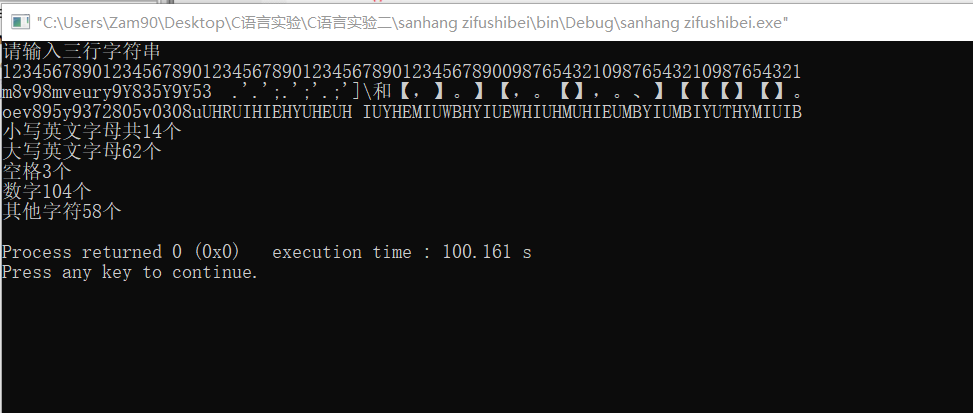 "C:\Users\Zam90\Desktop\C语言实验\C语言实验二\sanhang zifushibei\bin\Debug\sanhang zifushibei.exe"
请输入三行字符串
12345678901234567890123456789012345678901234567890098765432109876543210987654321
m8v98mveury9Y835Y9Y53  .'.';.';'.;']\和【，】。】【，。【】，。、】【【【】【】。
oev895y9372805v0308uUHRUIHIEHYUHEUH IUYHEMIUWBHYIUEWHIUHMUHIEUMBYIUMBIYUTHYMIUIB
小写英文字母共14个
大写英文字母62个
空格3个
数字104个
其他字符58个
Process returned 0 (0x0)   execution time : 100.161 s
Press any key to continue.